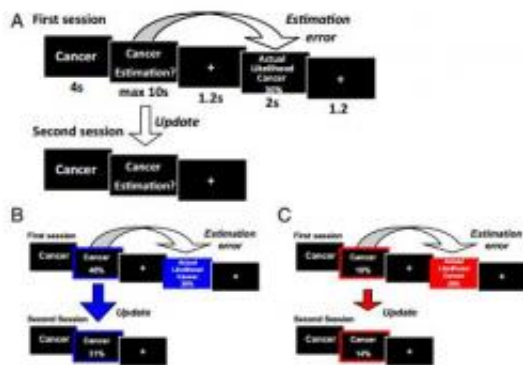 A
First session
Estimation
error
Cancer
Cancer
Estimation?
+
Actual
Likelihood
Cancer
30%
+
4s
max 10s
1.2s
2s
1.2
Update
Second session
Cancer
Cancer
Estimation?
+
B
First session
Estimation
error
Cancer
Cancer
40%
+
Actual
Likelihood
Cancer
+
Update
Second Session
Cancer
Cancer
31%
+
C
First session
Estimation
error
Cancer
Cancer
10%
+
Actual
Likelihood
Cancer
+
Update
Second Session
Cancer
Cancer
14%
+